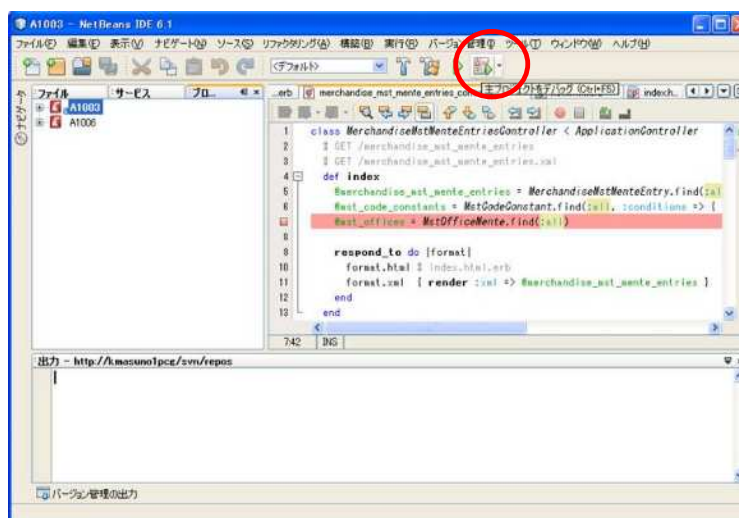 A1003 - NetBeans IDE 6.1
ファイル(F) 編集(E) 表示(V) ナビゲート(N) ソース(S) リファクタリング(A) 構築(B) 実行(R) バージョン管理 ツール(T) ウィンドウ(W) ヘルプ(H)
<デフォルト>
ファイル サービス プロ...
...erb merchandise_mst_mente_entries_con 主プロジェクトをデバッグ (Ctrl+F5) indexh...
ナビゲータ
A1003
A1006
1 class MerchandiseMstMenteEntriesController < ApplicationController
2 # GET /merchandise_mst_mente_entries
3 # GET /merchandise_mst_mente_entries.xml
4 def index
5 @merchandise_mst_mente_entries = MerchandiseMstMenteEntry.find(:al
6 @mst_code_constants = MstCodeConstant.find(:all, :conditions => [
@mst_offices = MstOfficeMente.find(:all)
8
9 respond_to do |format|
10 format.html # index.html.erb
11 format.xml { render :xml => @merchandise_mst_mente_entries }
12 end
13 end
7:42 INS
出力 - http://kmasuno1pcg/svn/repos
バージョン管理の出力